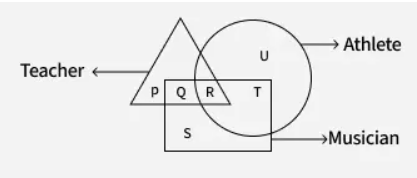 U
Athlete
Teacher
P Q R T
S
Musician